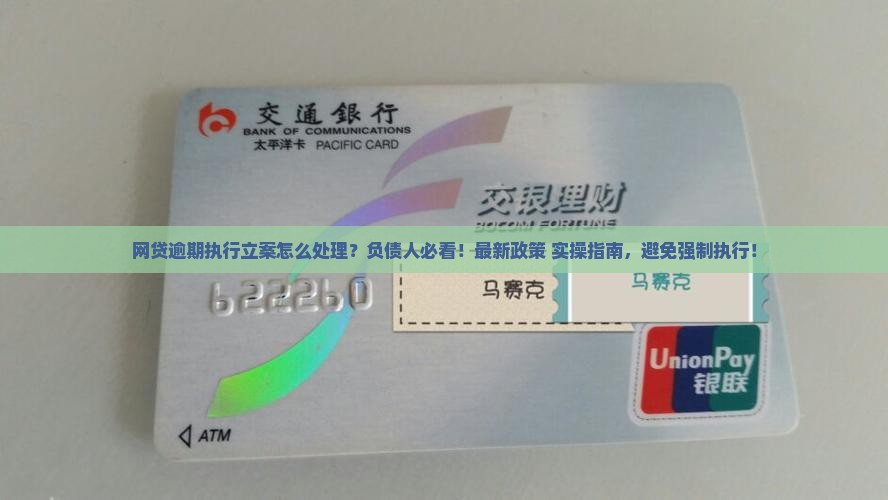 交通銀行
BANK OF COMMUNICATIONS
太平洋卡 PACIFIC CARD
交银理财
BOCOM FORTUNE
网贷逾期执行立案怎么处理？负债人必看！最新政策 实操指南，避免强制执行！
622260
马赛克
马赛克
UnionPay
银联
ATM